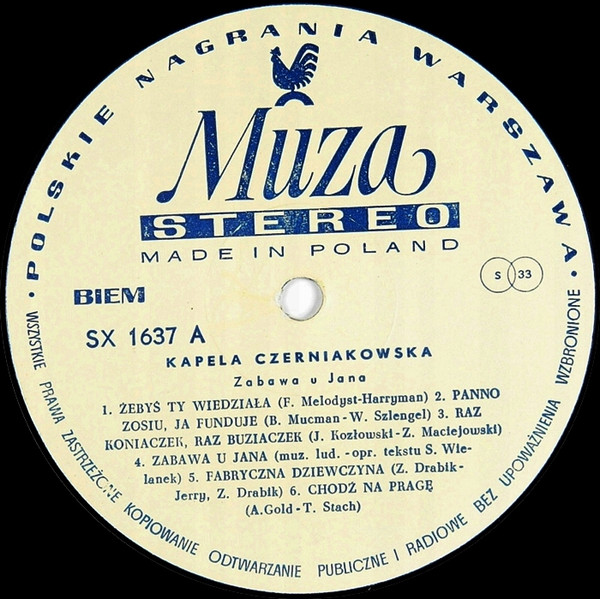 • POLSKIE NAGRANIA WARSZAWA •
Muza
STEREO
MADE IN POLAND
BIEM
S 33
SX 1637 A
KAPELA CZERNIAKOWSKA
Zabawa u Jana
1. ŻEBYŚ TY WIEDZIAŁA (F. Melodyst-Harryman) 2. PANNO
ZOSIU, JA FUNDUJE (B. Mucman - W. Szlengel) 3. RAZ
KONIACZEK, RAZ BUZIACZEK (J. Kozłowski - Z. Maciejowski)
4. ZABAWA U JANA (muz. lud. - opr. tekstu S. Wie-
lanek) 5. FABRYCZNA DZIEWCZYNA (Z. Drabik-
Jerry, Z. Drabik) 6. CHODŹ NA PRAGĘ
(A.Gold - T. Stach)
WSZYSTKIE PRAWA ZASTRZEŻONE KOPIOWANIE ODTWARZANIE PUBLICZNE I RADIOWE BEZ UPOWAŻNIENIA WZBRONIONE